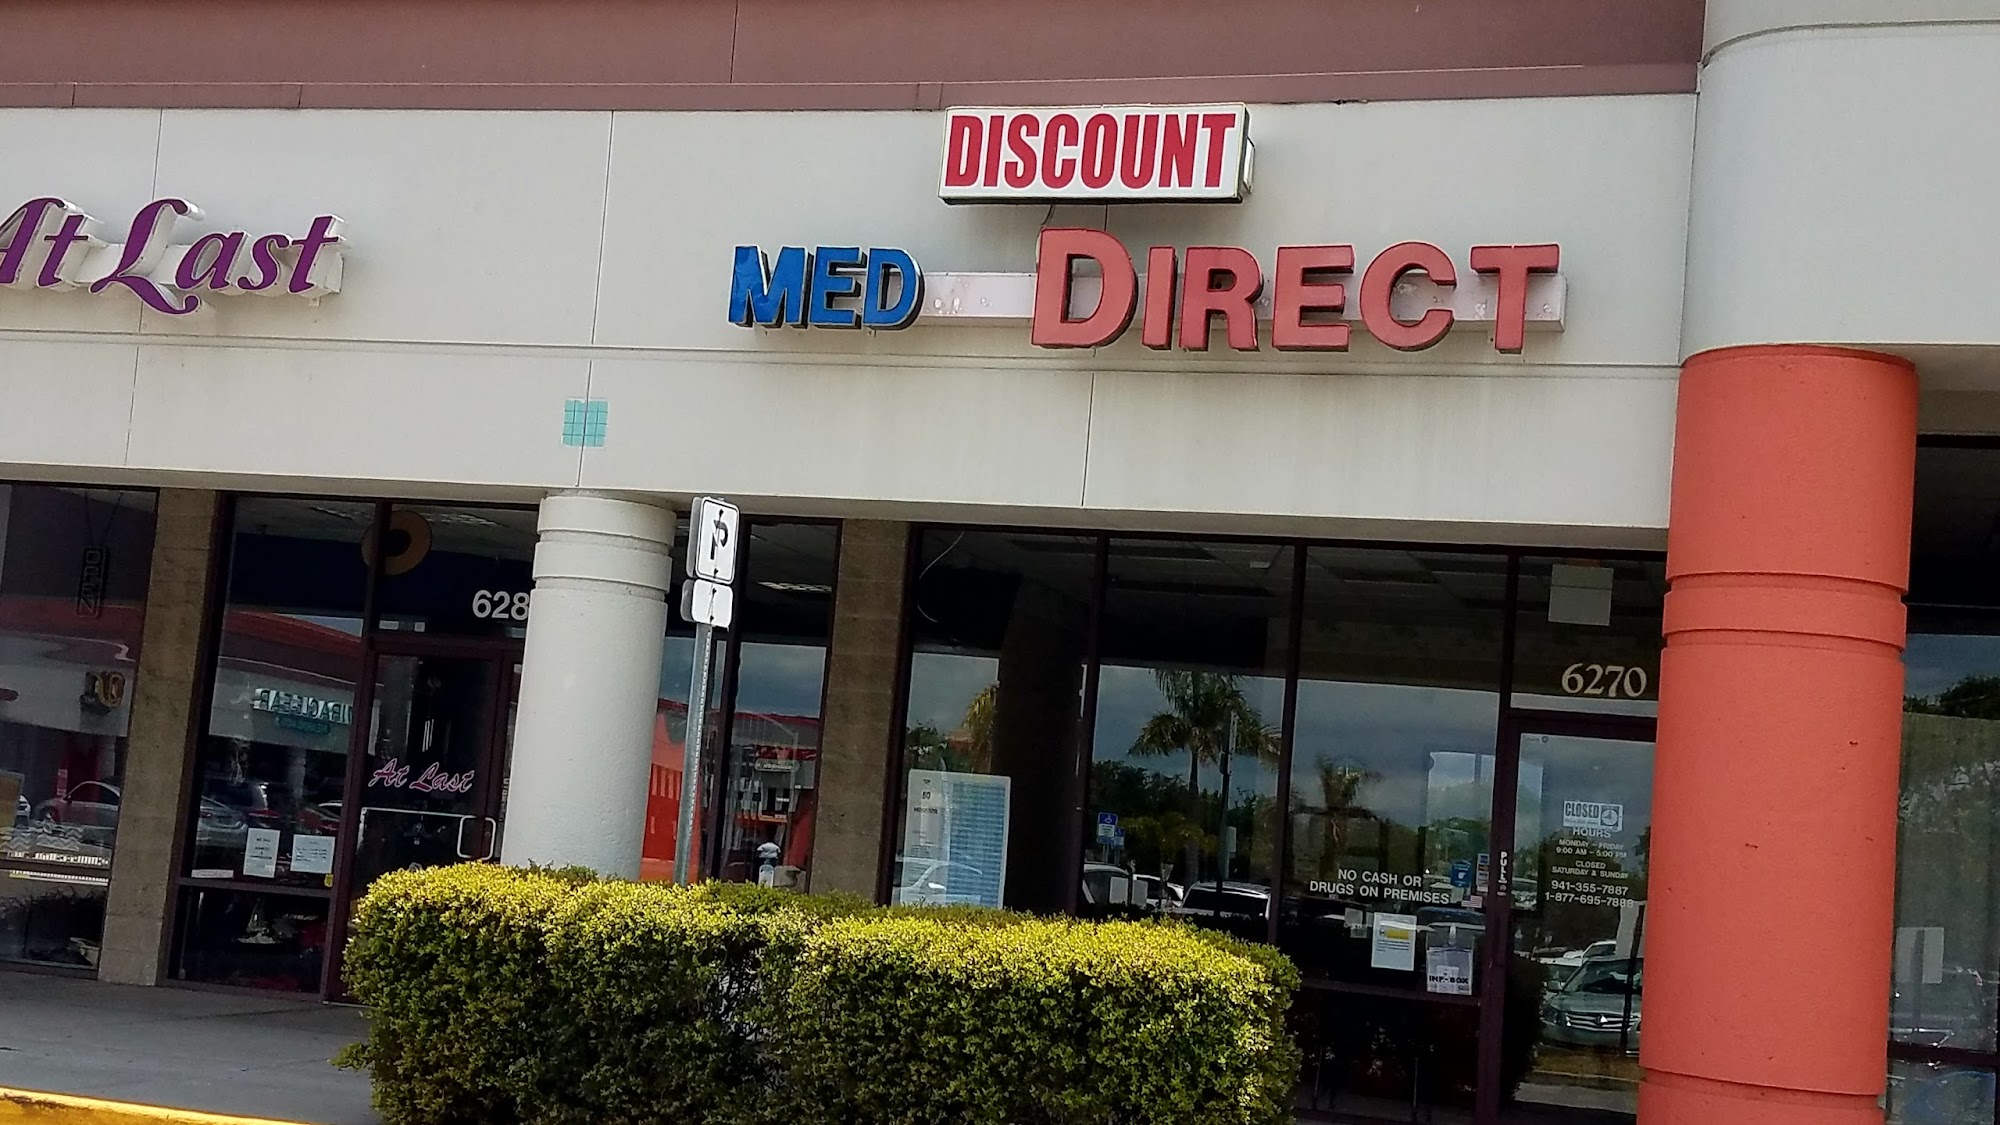 At Last
DISCOUNT
MED DIRECT
OPEN
628
6270
At Last
NO CASH OR
DRUGS ON PREMISES
PULL
CLOSED
HOURS
MONDAY - FRIDAY
9:00 AM - 5:00 PM
CLOSED
SATURDAY & SUNDAY
941-355-7887
1-877-695-7888